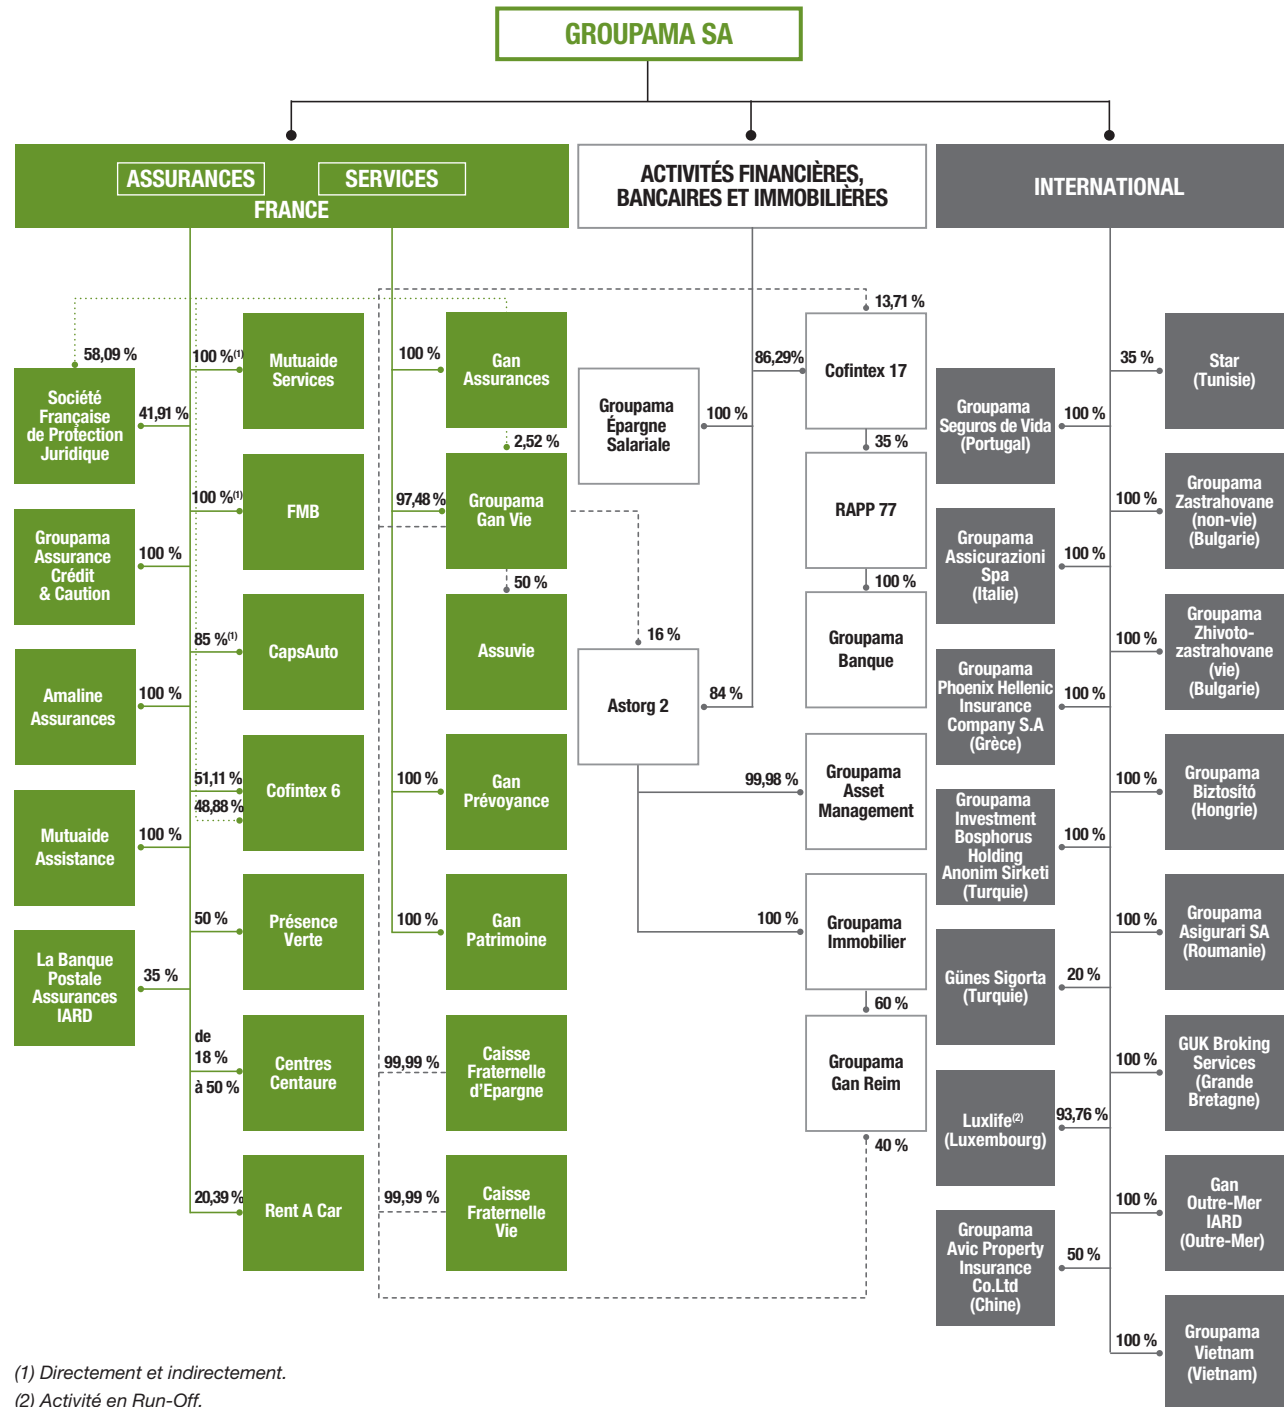 GROUPAMA SA
ASSURANCES
SERVICES
FRANCE
ACTIVITÉS FINANCIÈRES,
BANCAIRES ET IMMOBILIÈRES
INTERNATIONAL
58,09 %
Société
Française
de Protection
Juridique
41,91 %
Groupama
Assurance
Crédit
& Caution
100 %
Amaline
Assurances
100 %
Mutuaide
Assistance
100 %
La Banque
Postale
Assurances
IARD
35 %
100 %(1)
Mutuaide
Services
100 %(1)
FMB
85 %(1)
CapsAuto
51,11 %
48,88 %
Cofintex 6
50 %
Présence
Verte
de
18 %
à 50 %
Centres
Centaure
20,39 %
Rent A Car
100 %
Gan
Assurances
2,52 %
97,48 %
Groupama
Gan Vie
50 %
Assuvie
100 %
Gan
Prévoyance
100 %
Gan
Patrimoine
99,99 %
Caisse
Fraternelle
d'Epargne
99,99 %
Caisse
Fraternelle
Vie
Groupama
Épargne
Salariale
100 %
16 %
Astorg 2
84 %
13,71 %
86,29%
Cofintex 17
35 %
RAPP 77
100 %
Groupama
Banque
99,98 %
Groupama
Asset
Management
100 %
Groupama
Immobilier
60 %
Groupama
Gan Reim
40 %
Groupama
Seguros de Vida
(Portugal)
100 %
Groupama
Assicurazioni
Spa
(Italie)
100 %
Groupama
Phoenix Hellenic
Insurance
Company S.A
(Grèce)
100 %
Groupama
Investment
Bosphorus
Holding
Anonim Sirketi
(Turquie)
100 %
Günes Sigorta
(Turquie)
20 %
Luxlife(2)
(Luxembourg)
93,76 %
Groupama
Avic Property
Insurance
Co.Ltd
(Chine)
50 %
35 %
Star
(Tunisie)
100 %
Groupama
Zastrahovane
(non-vie)
(Bulgarie)
100 %
Groupama
Zhivoto-
zastrahovane
(vie)
(Bulgarie)
100 %
Groupama
Biztosító
(Hongrie)
100 %
Groupama
Asigurari SA
(Roumanie)
100 %
GUK Broking
Services
(Grande
Bretagne)
100 %
Gan
Outre-Mer
IARD
(Outre-Mer)
100 %
Groupama
Vietnam
(Vietnam)
(1) Directement et indirectement.
(2) Activité en Run-Off.